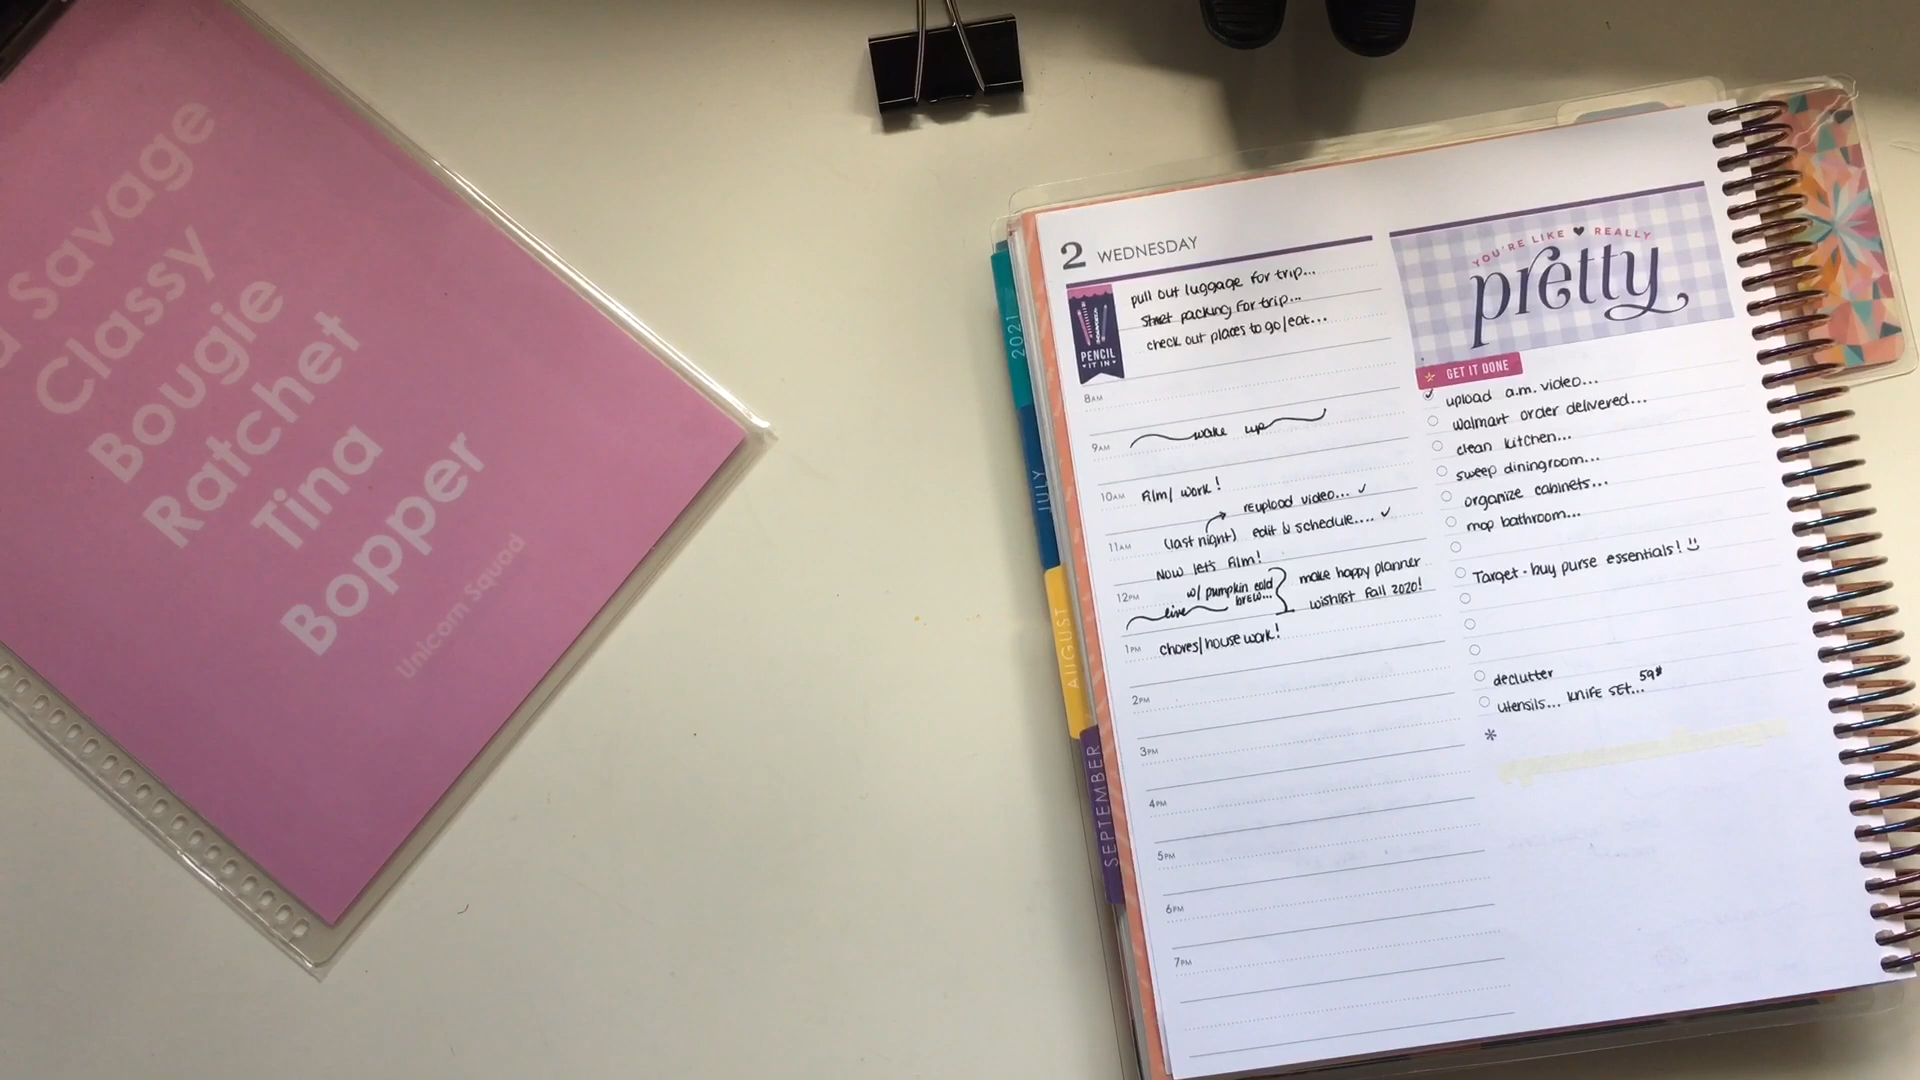 Savage
Classy
Bougie
Ratchet
Tina
Bopper
Unicorn Squad
2021
JULY
AUGUST
SEPTEMBER
2 WEDNESDAY
PENCIL
IT IN
pull out luggage for trip...
start packing for trip...
check out places to go/eat...
8AM
9AM wake up
10AM Film/work!
reupload video... ✓
11AM (last night) edit & schedule.... ✓
Now let's film!
12PM w/ pumpkin cold
brew...
live
make happy planner
wishlist Fall 2020!
1PM chores/housework!
2PM
3PM
4PM
5PM
6PM
7PM
YOU'RE LIKE ♥ REALLY
pretty
GET IT DONE
✓ upload a.m. video...
walmart order delivered...
clean kitchen...
sweep diningroom...
organize cabinets...
mop bathroom...
Target - buy purse essentials! :)
declutter
utensils... knife set... 59$
*